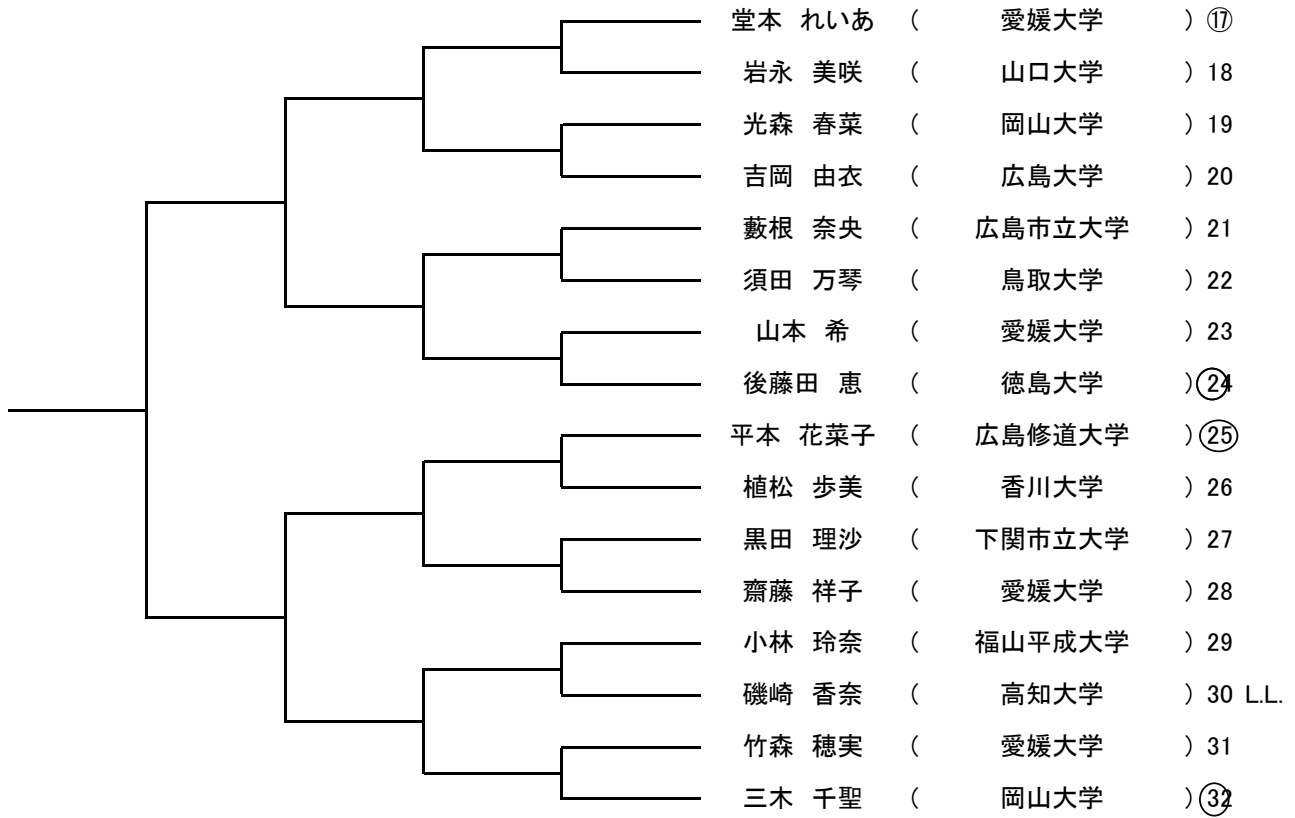 堂本 れいあ ( 愛媛大学 ) ⑰
岩永 美咲 ( 山口大学 ) 18
光森 春菜 ( 岡山大学 ) 19
吉岡 由衣 ( 広島大学 ) 20
藪根 奈央 ( 広島市立大学 ) 21
須田 万琴 ( 鳥取大学 ) 22
山本 希 ( 愛媛大学 ) 23
後藤田 恵 ( 徳島大学 ) 24
平本 花菜子 ( 広島修道大学 ) 25
植松 歩美 ( 香川大学 ) 26
黒田 理沙 ( 下関市立大学 ) 27
齋藤 祥子 ( 愛媛大学 ) 28
小林 玲奈 ( 福山平成大学 ) 29
磯崎 香奈 ( 高知大学 ) 30 L.L.
竹森 穂実 ( 愛媛大学 ) 31
三木 千聖 ( 岡山大学 ) 32